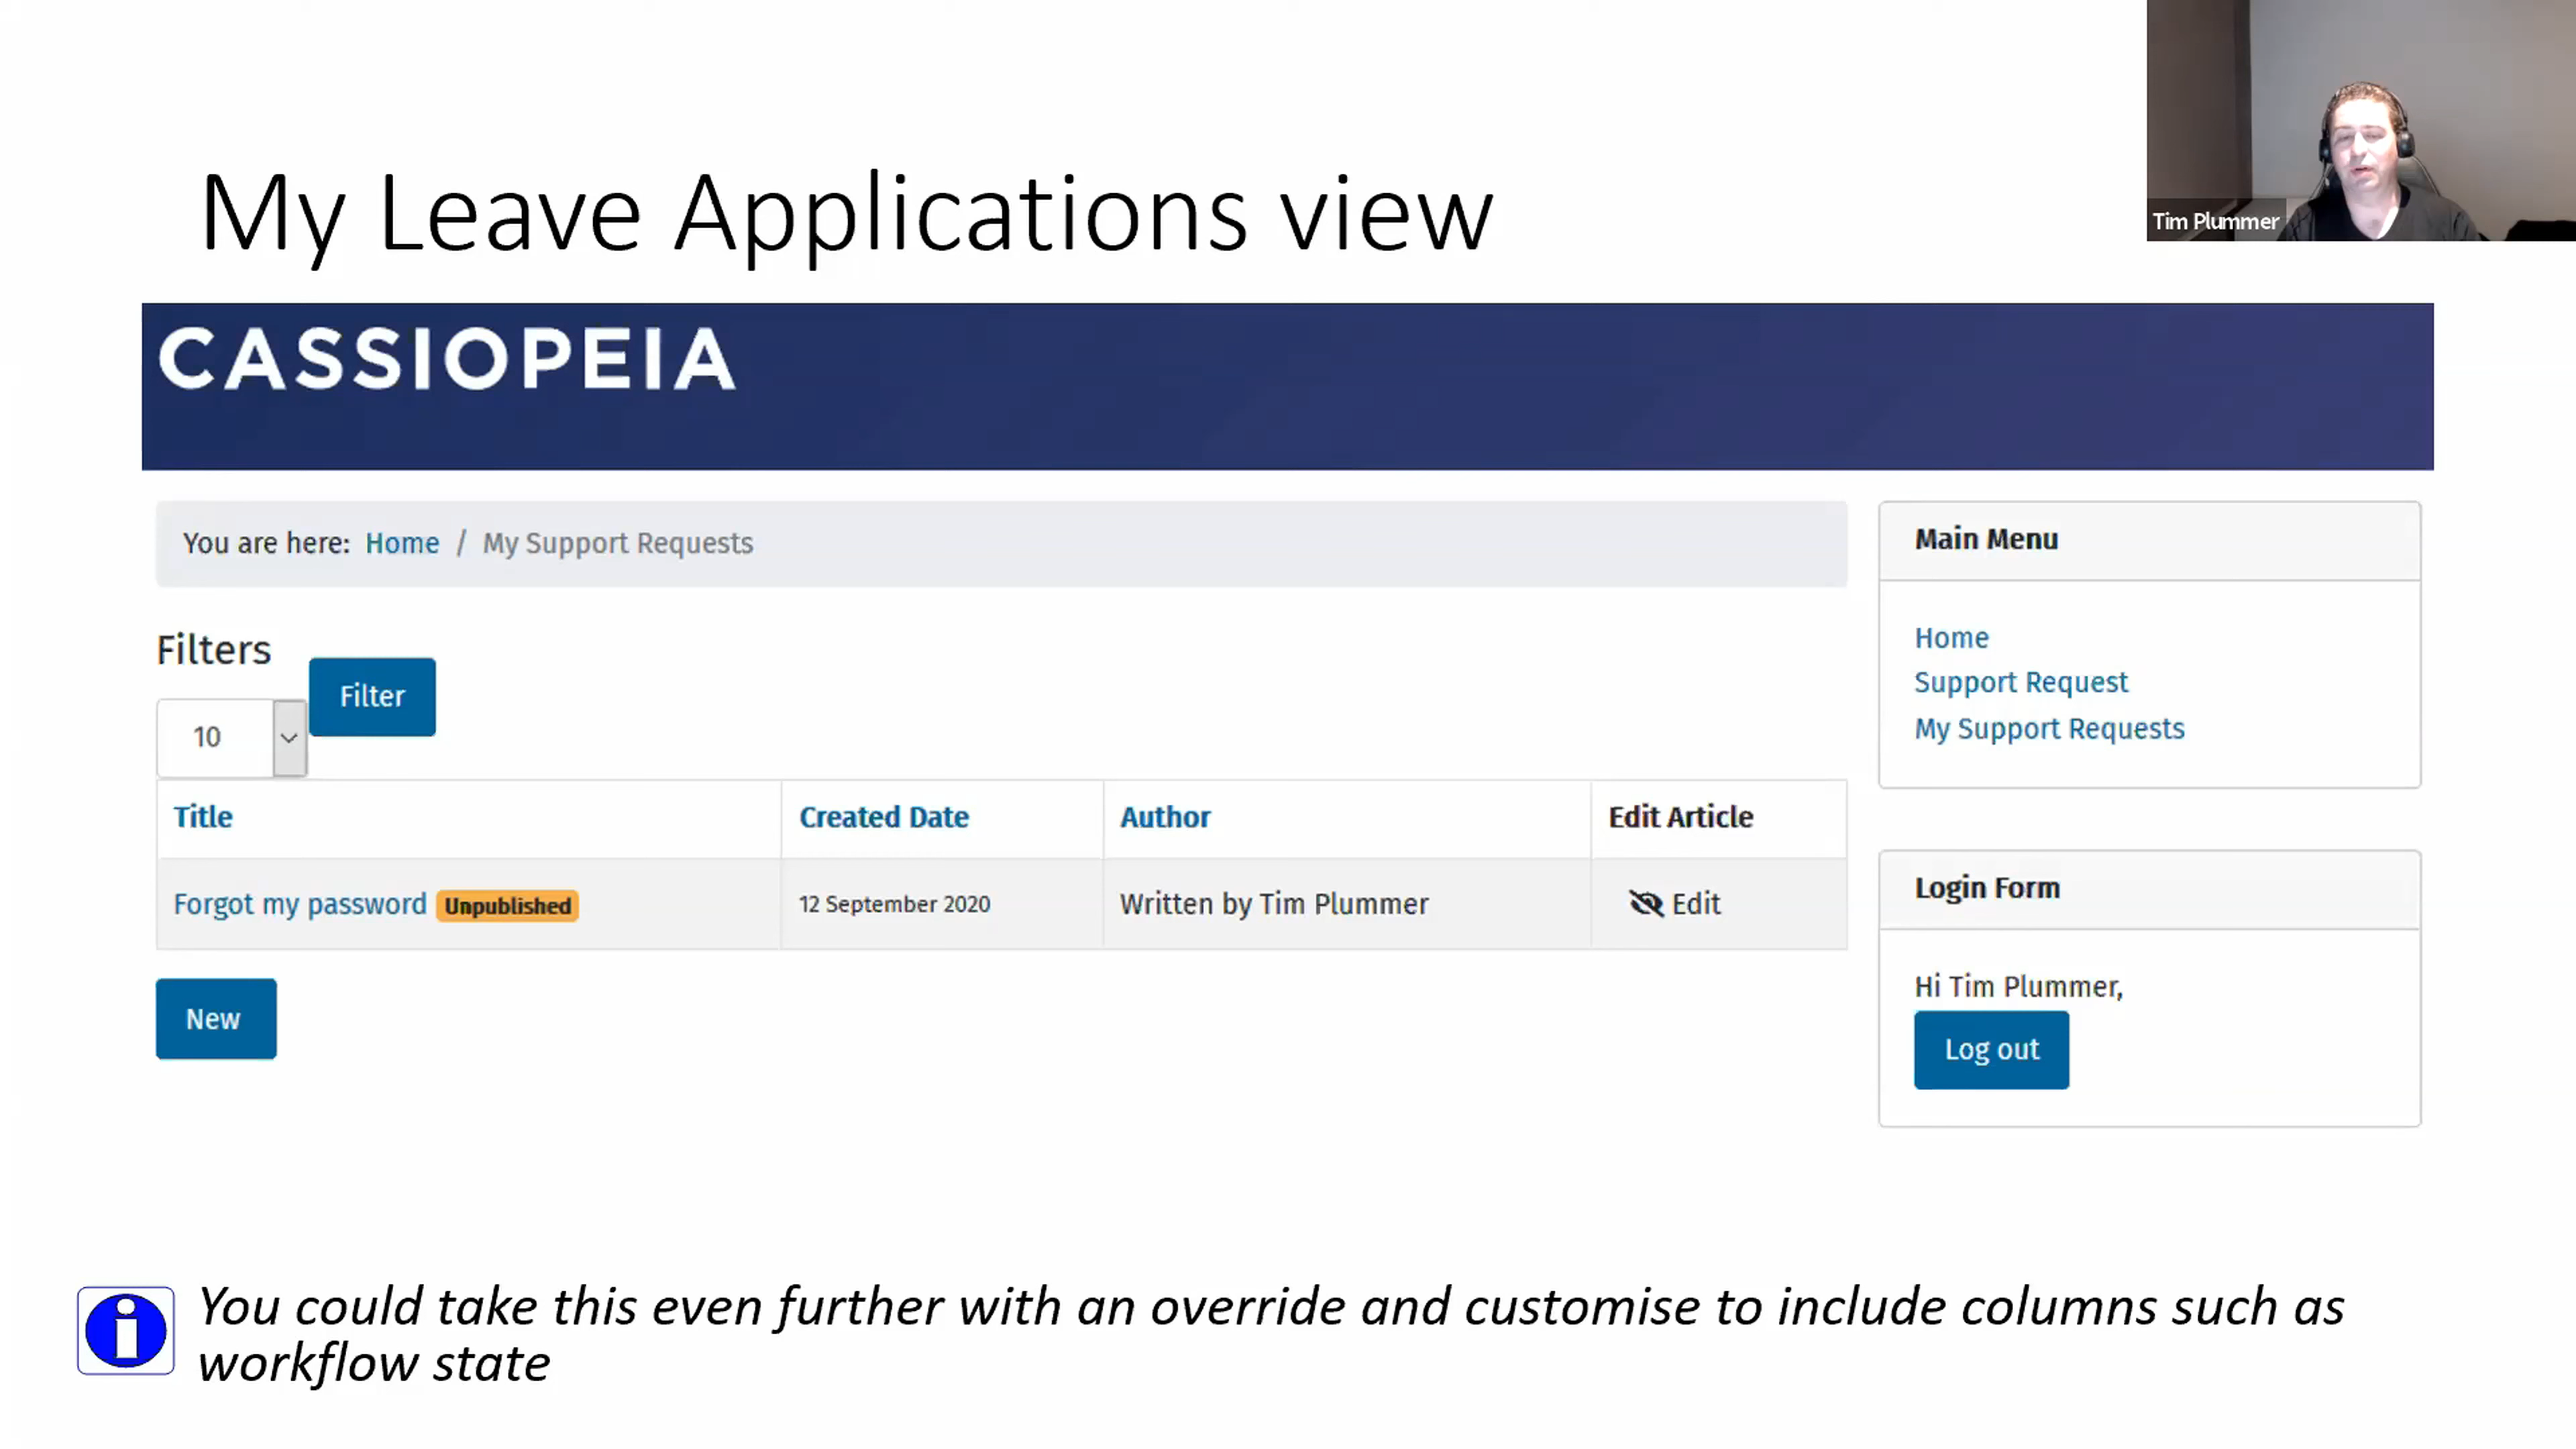 My Leave Applications view
Tim Plummer
CASSIOPEIA
You are here: Home / My Support Requests
Filters
10
Filter
Title Created Date Author Edit Article
Forgot my password Unpublished 12 September 2020 Written by Tim Plummer Edit
New
Main Menu
Home
Support Request
My Support Requests
Login Form
Hi Tim Plummer,
Log out
You could take this even further with an override and customise to include columns such as
workflow state